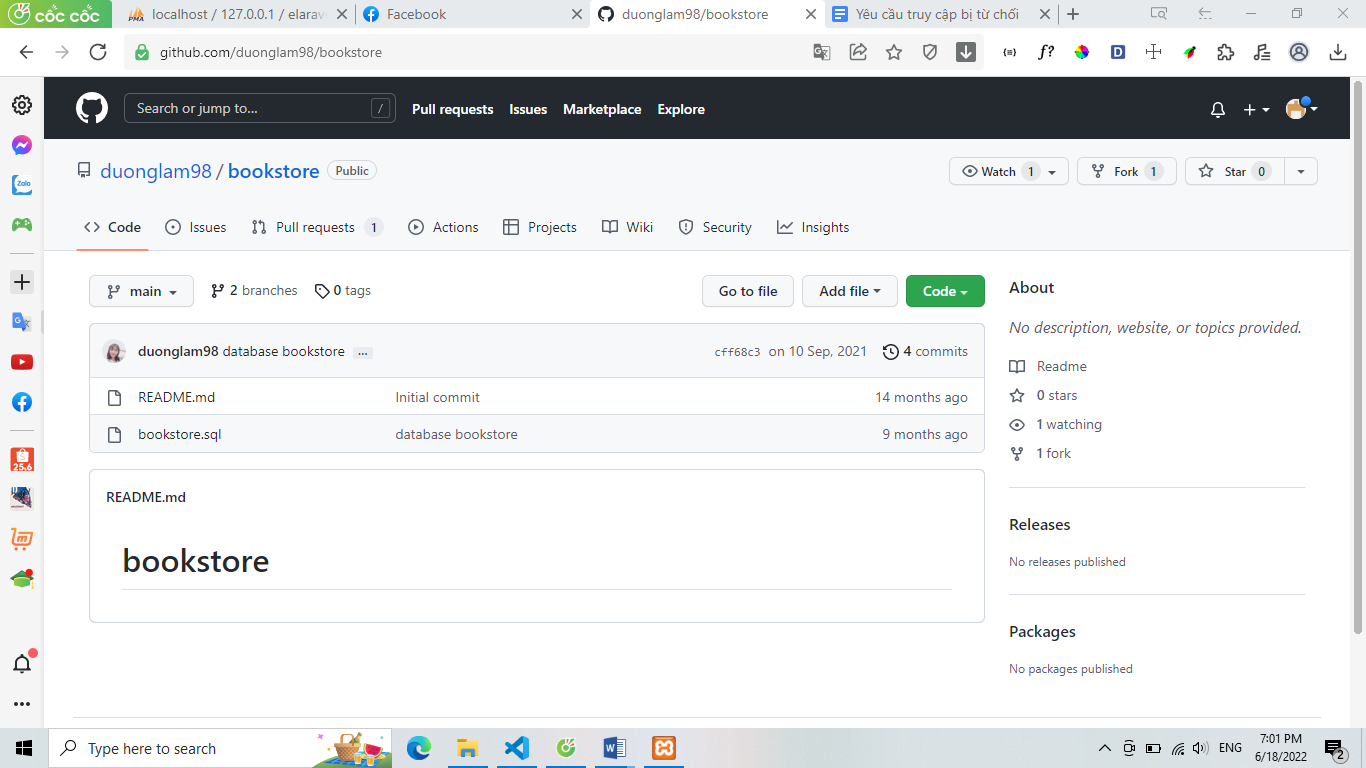 cốc cốc
localhost / 127.0.0.1 / elarave
Facebook
duonglam98/bookstore
Yêu cầu truy cập bị từ chối
github.com/duonglam98/bookstore
Search or jump to...
/
Pull requests
Issues
Marketplace
Explore
duonglam98 / bookstore
Public
Watch 1
Fork 1
Star 0
Code
Issues
Pull requests 1
Actions
Projects
Wiki
Security
Insights
main
2 branches
0 tags
Go to file
Add file
Code
duonglam98 database bookstore ...
cff68c3 on 10 Sep, 2021
4 commits
README.md Initial commit 14 months ago
bookstore.sql database bookstore 9 months ago
README.md
bookstore
About
No description, website, or topics provided.
Readme
0 stars
1 watching
1 fork
Releases
No releases published
Packages
No packages published
Zalo
25.6
Type here to search
ENG
7:01 PM
6/18/2022
2